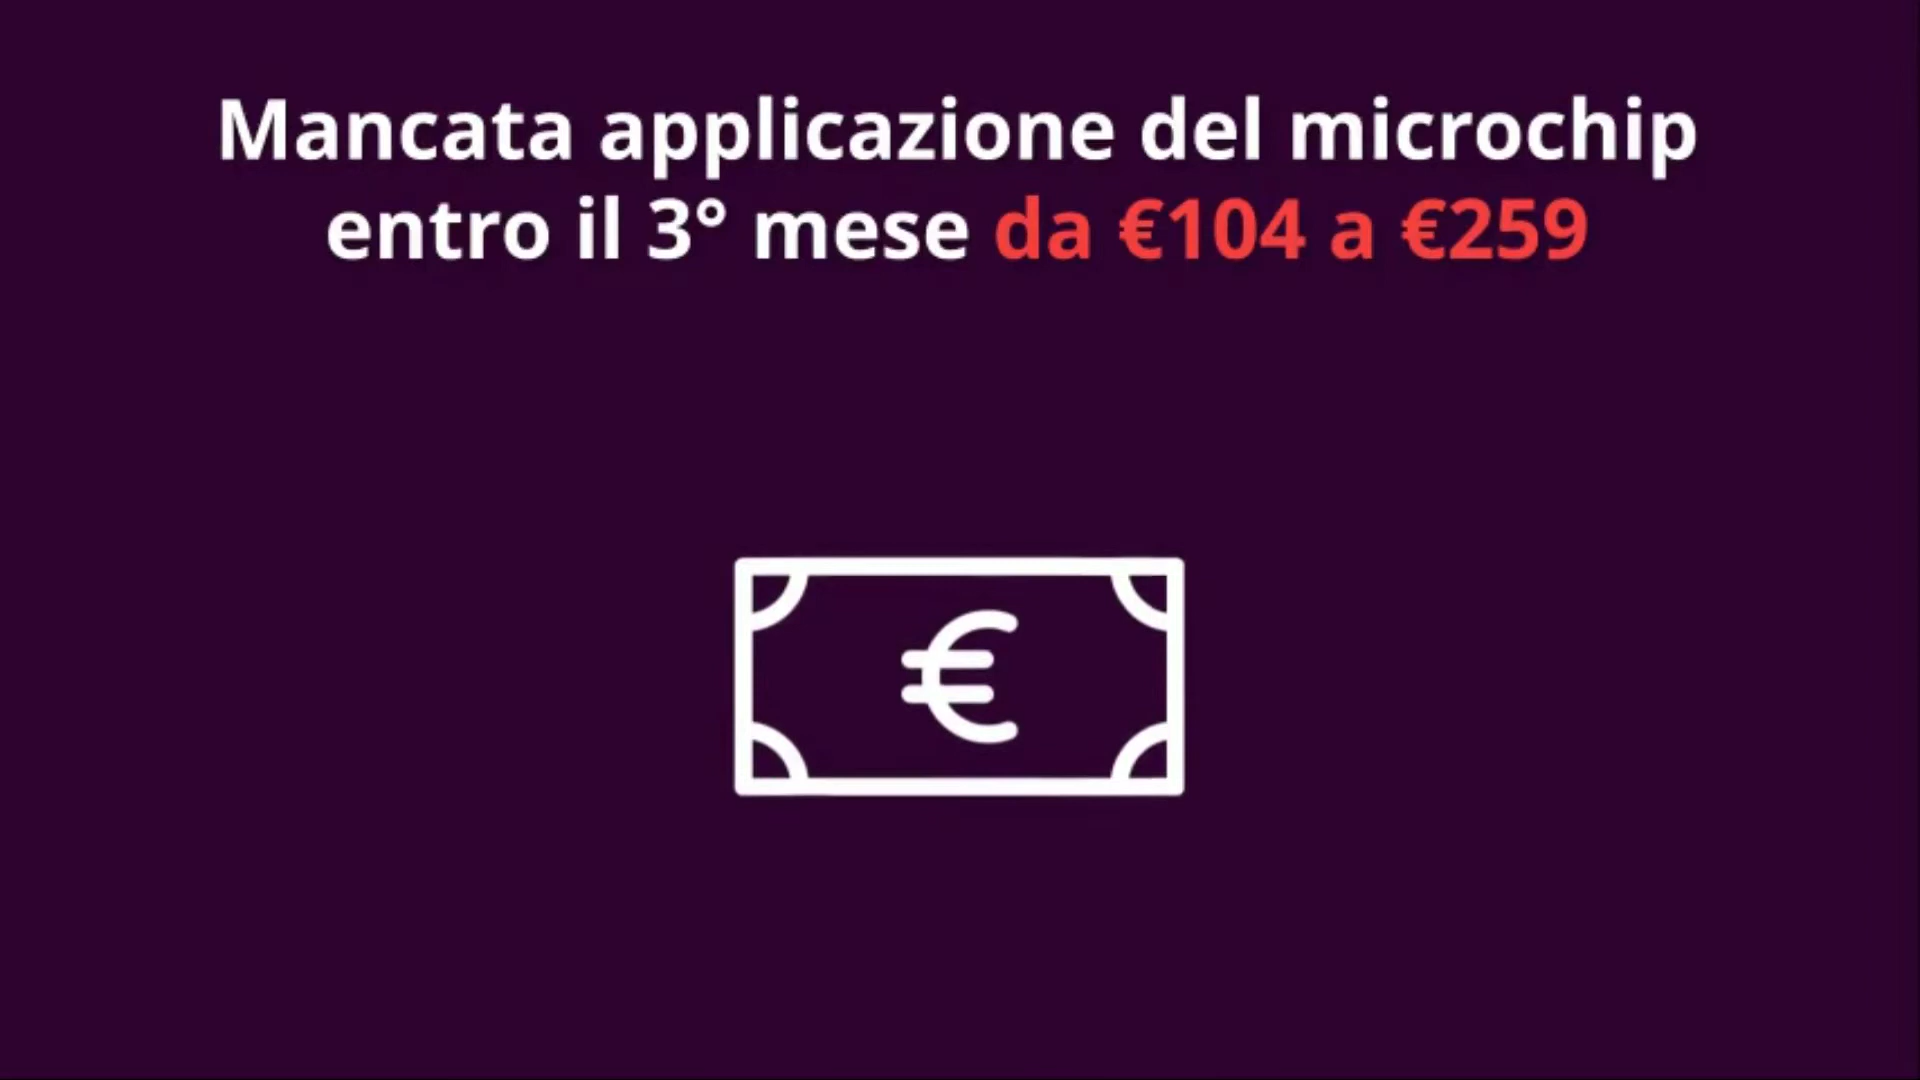 Mancata applicazione del microchip
entro il 3° mese da €104 a €259
€